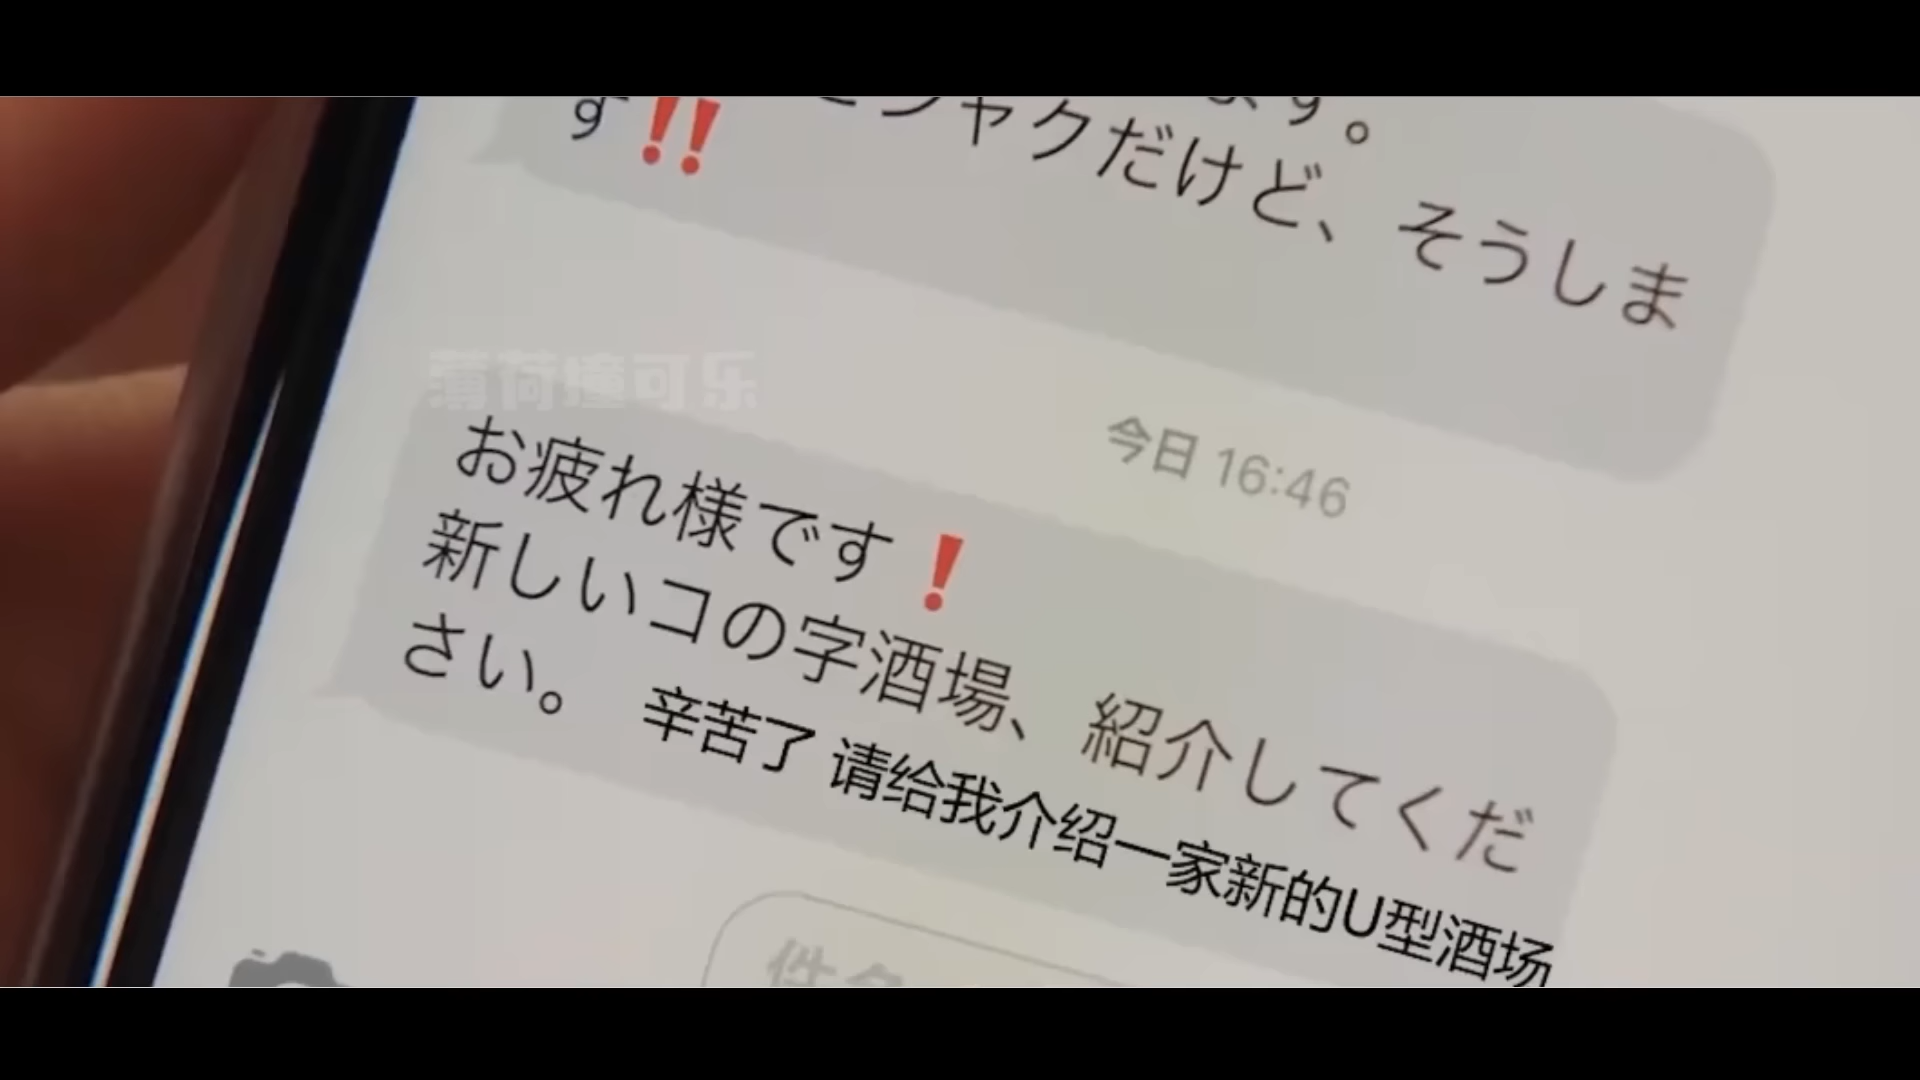 す。
ジャクだけど、そうしま
す‼
今日 16:46
お疲れ様です❗
新しいコの字酒場、紹介してくだ
さい。
辛苦了 请给我介绍一家新的U型酒场
薄荷撞可乐